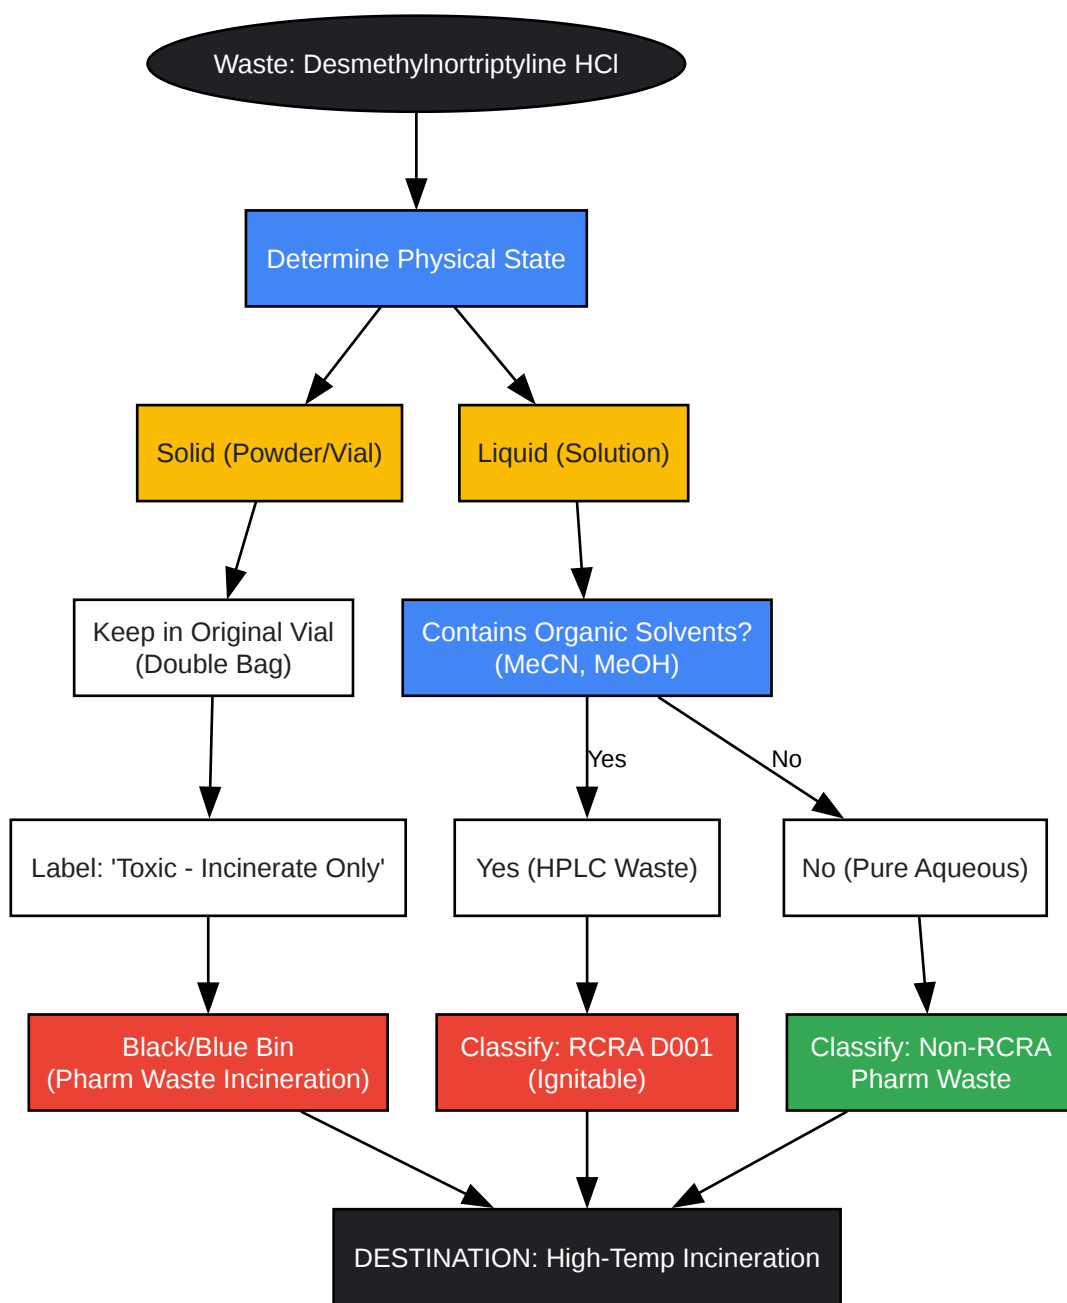 Waste: Desmethylnortriptyline HCl
Determine Physical State
Solid (Powder/Vial)
Liquid (Solution)
Keep in Original Vial
(Double Bag)
Contains Organic Solvents?
(MeCN, MeOH)
Yes
No
Label: 'Toxic - Incinerate Only'
Yes (HPLC Waste)
No (Pure Aqueous)
Black/Blue Bin
(Pharm Waste Incineration)
Classify: RCRA D001
(Ignitable)
Classify: Non-RCRA
Pharm Waste
DESTINATION: High-Temp Incineration